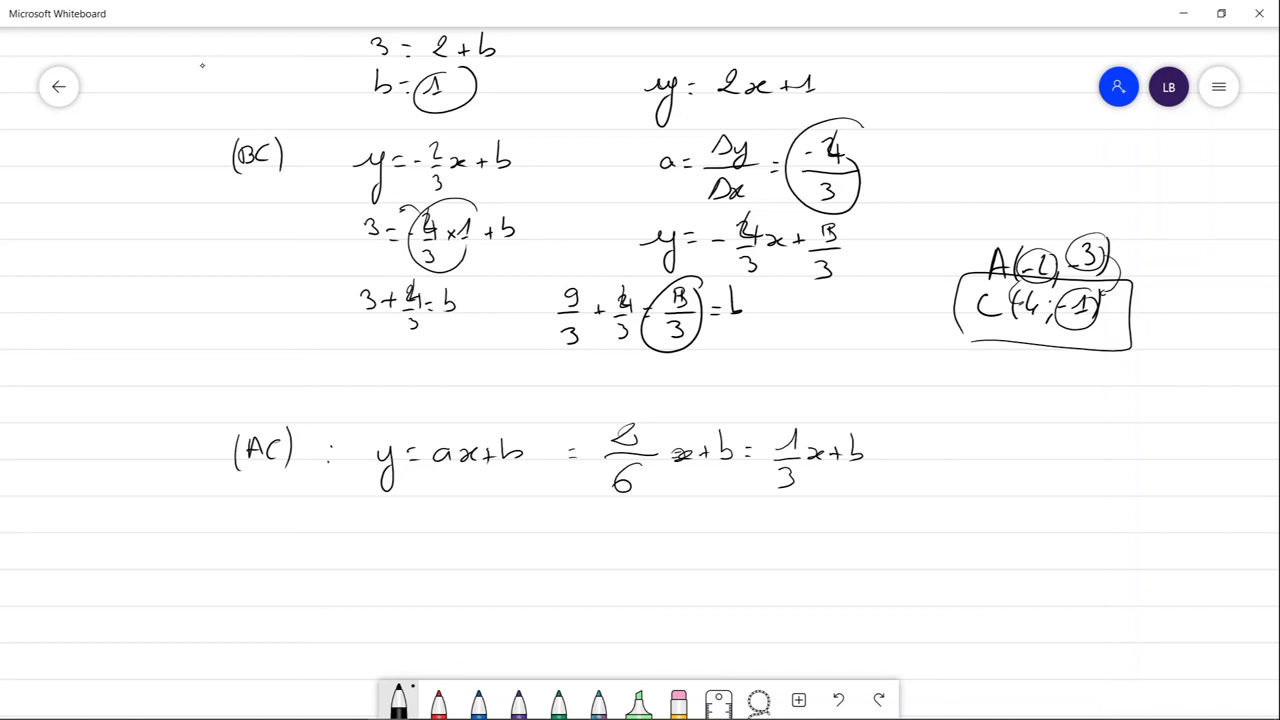 Microsoft Whiteboard
3 = 2 + b
b = 1
y = 2x + 1
LB
(BC)
y = -2/3 x + b
a = Δy/Δx = -4/3
3 = -4/3 × 1 + b
y = -4/3 x + 13/3
A(-2, -3)
3 + 4/3 = b
9/3 + 4/3 = 13/3 = b
C(4; -1)
(AC) : y = ax + b = 2/6 x + b = 1/3 x + b